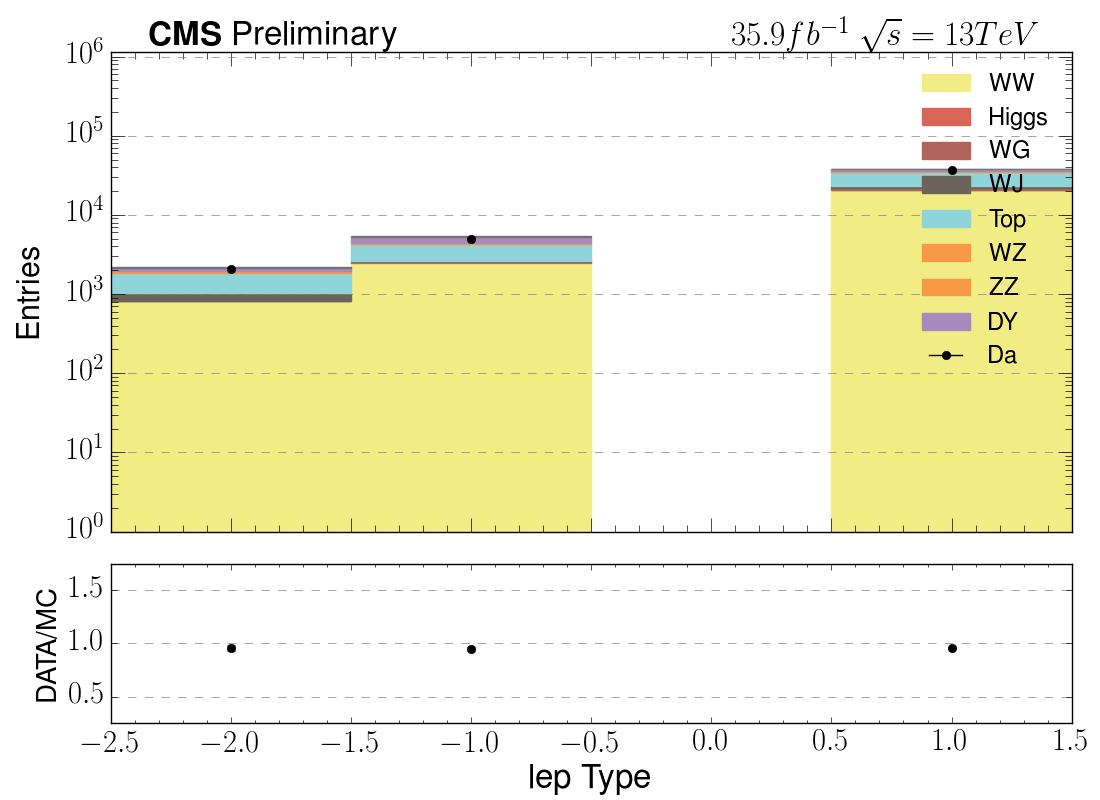 CMS Preliminary 35.9fb⁻¹ √s = 13TeV
10⁶
10⁵
10⁴
10³
10²
10¹
10⁰
Entries
WW
Higgs
WG
WJ
Top
WZ
ZZ
DY
Da
1.5
1.0
0.5
DATA/MC
−2.5 −2.0 −1.5 −1.0 −0.5 0.0 0.5 1.0 1.5
lep Type